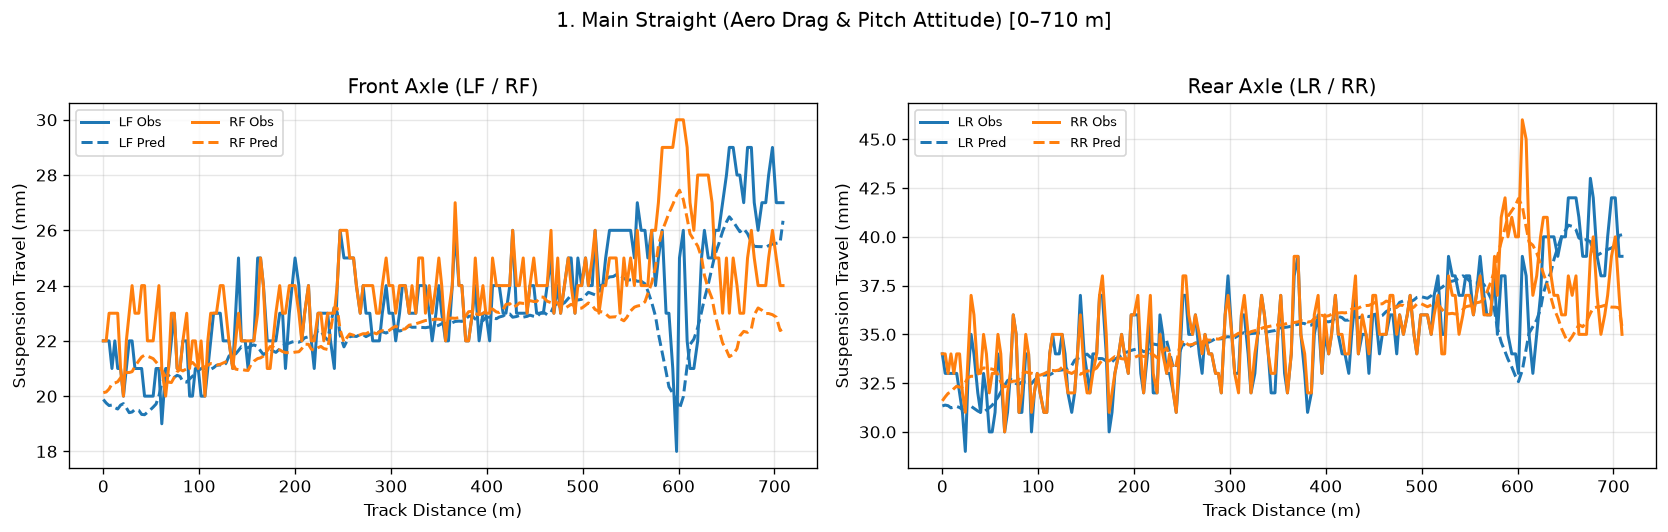 1. Main Straight (Aero Drag & Pitch Attitude) [0–710 m]
Front Axle (LF / RF)
LF Obs
RF Obs
LF Pred
RF Pred
Suspension Travel (mm)
30
28
26
24
22
20
18
0
100
200
300
400
500
600
700
Track Distance (m)
Rear Axle (LR / RR)
LR Obs
RR Obs
LR Pred
RR Pred
Suspension Travel (mm)
45.0
42.5
40.0
37.5
35.0
32.5
30.0
0
100
200
300
400
500
600
700
Track Distance (m)